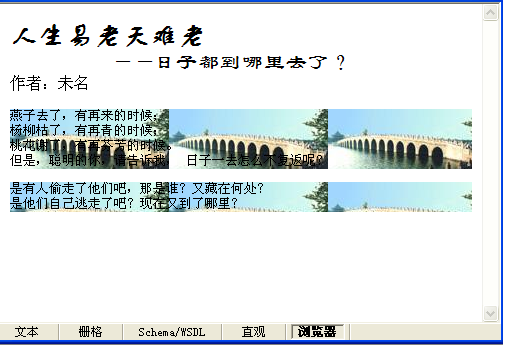 人生易老天难老
－－日子都到哪里去了？
作者：未名
燕子去了，有再来的时候；
杨柳枯了，有再青的时候；
桃花谢了，有再芬芳的时候。
但是，聪明的你，请告诉我， 日子一去怎么不复返呢？
是有人偷走了他们吧，那是谁？又藏在何处？
是他们自己逃走了吧？现在又到了哪里？
文本 栅格 Schema/WSDL 直观 浏览器